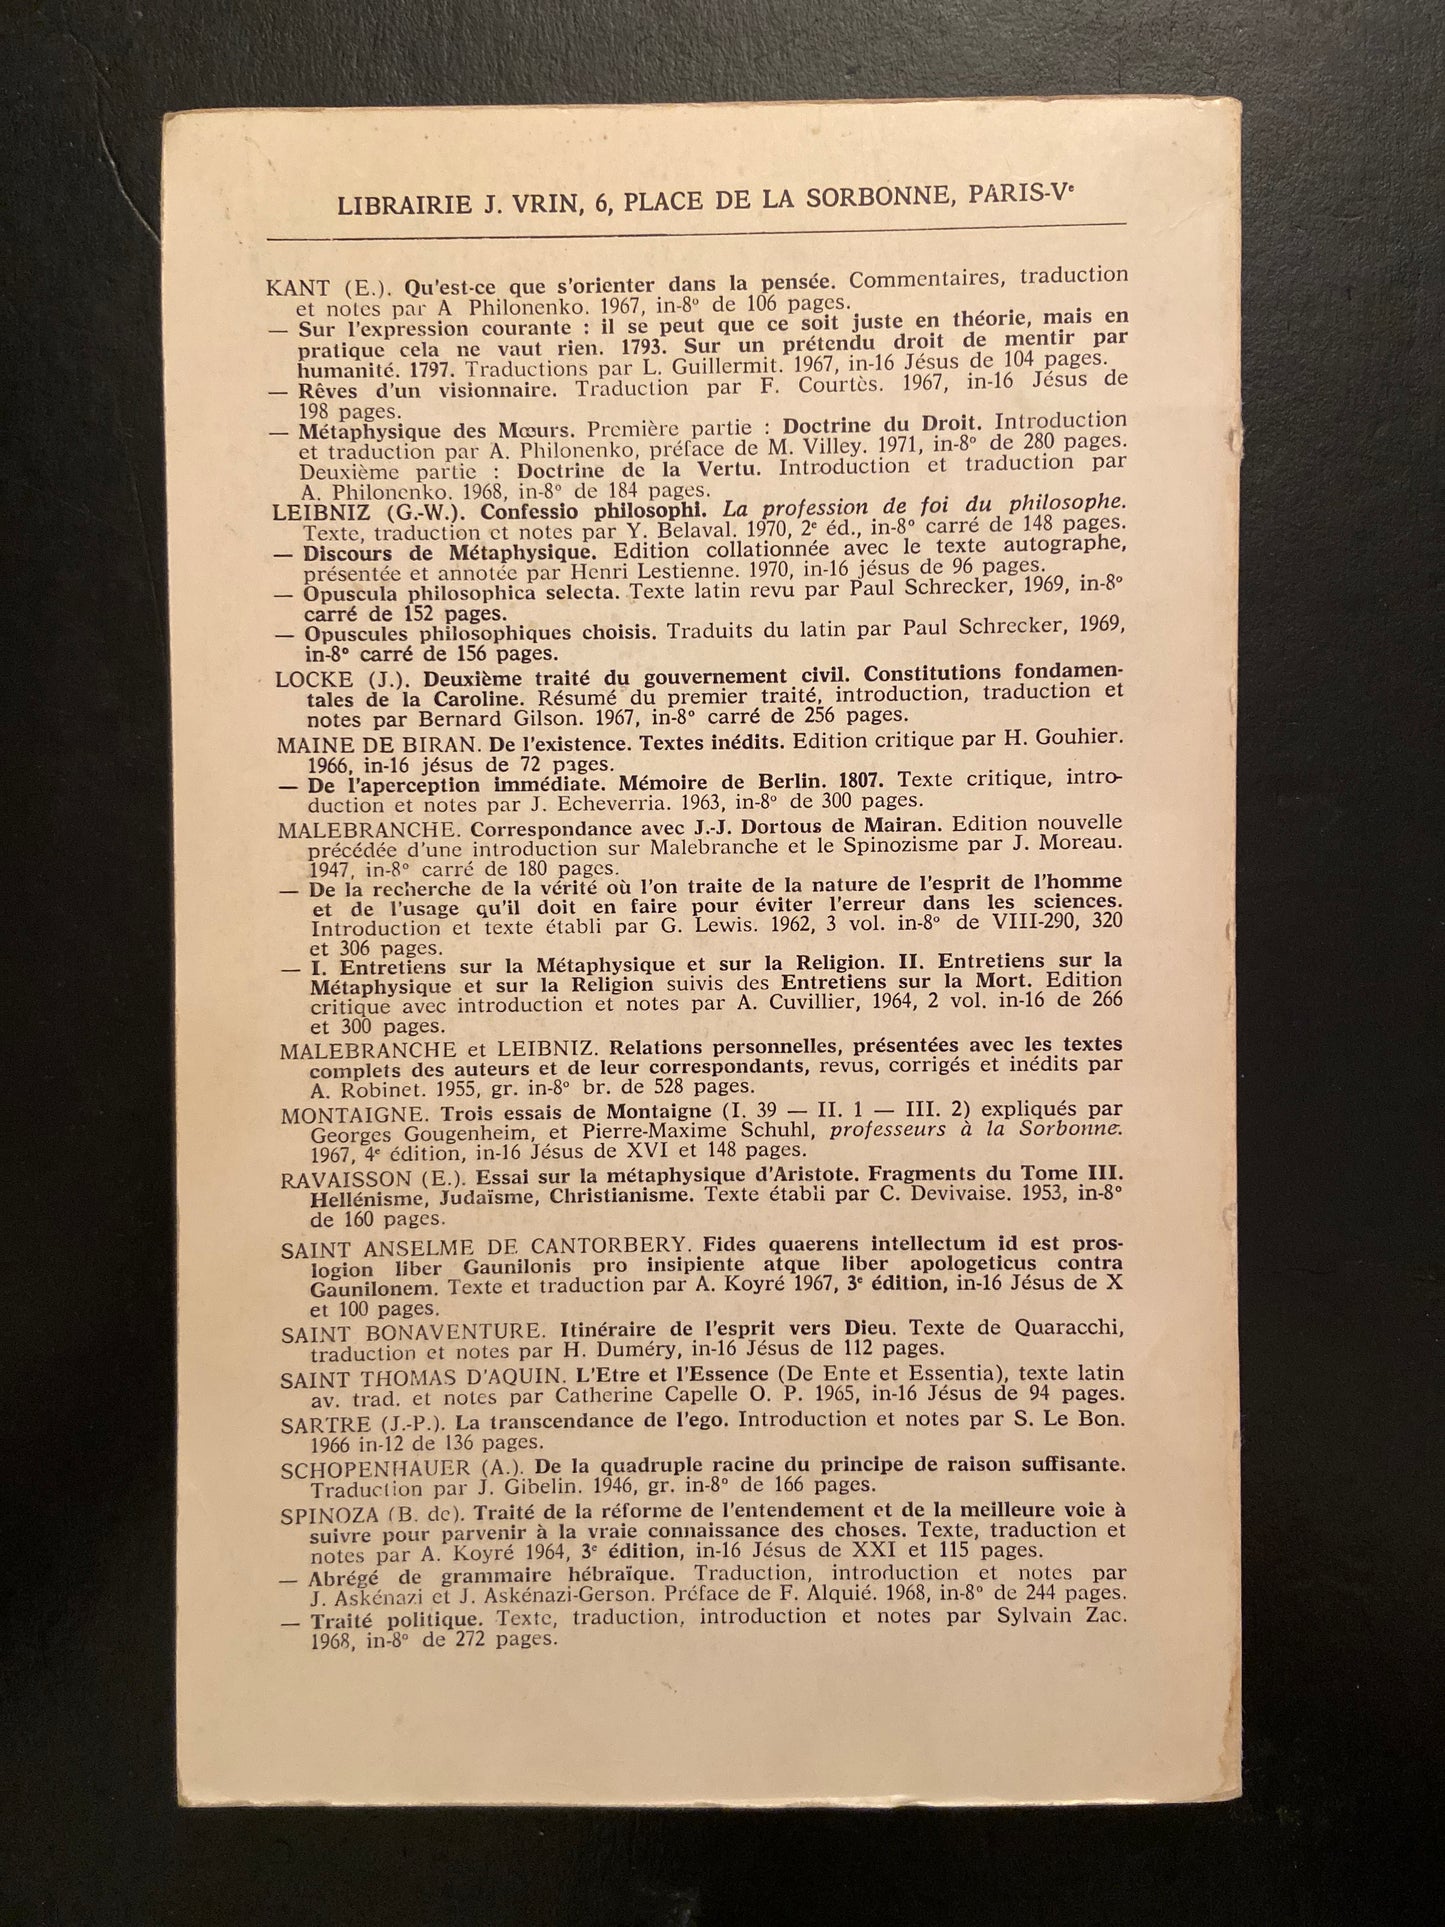 LIBRAIRIE J. VRIN, 6, PLACE DE LA SORBONNE, PARIS-Vᵉ
KANT (E.). Qu'est-ce que s'orienter dans la pensée. Commentaires, traduction
et notes par A Philonenko. 1967, in-8º de 106 pages.
— Sur l'expression courante : il se peut que ce soit juste en théorie, mais en
pratique cela ne vaut rien. 1793. Sur un prétendu droit de mentir par
humanité. 1797. Traductions par L. Guillermit. 1967, in-16 Jésus de 104 pages.
— Rêves d'un visionnaire. Traduction par F. Courtès. 1967, in-16 Jésus de
198 pages.
— Métaphysique des Mœurs. Première partie : Doctrine du Droit. Introduction
et traduction par A. Philonenko, préface de M. Villey. 1971, in-8º de 280 pages.
Deuxième partie : Doctrine de la Vertu. Introduction et traduction par
A. Philonenko. 1968, in-8º de 184 pages.
LEIBNIZ (G.-W.). Confessio philosophi. La profession de foi du philosophe.
Texte, traduction et notes par Y. Belaval. 1970, 2ᵉ éd., in-8º carré de 148 pages.
— Discours de Métaphysique. Edition collationnée avec le texte autographe,
présentée et annotée par Henri Lestienne. 1970, in-16 jésus de 96 pages.
— Opuscula philosophica selecta. Texte latin revu par Paul Schrecker, 1969, in-8º
carré de 152 pages.
— Opuscules philosophiques choisis. Traduits du latin par Paul Schrecker, 1969,
in-8º carré de 156 pages.
LOCKE (J.). Deuxième traité du gouvernement civil. Constitutions fondamen-
tales de la Caroline. Résumé du premier traité, introduction, traduction et
notes par Bernard Gilson. 1967, in-8º carré de 256 pages.
MAINE DE BIRAN. De l'existence. Textes inédits. Edition critique par H. Gouhier.
1966, in-16 jésus de 72 pages.
— De l'aperception immédiate. Mémoire de Berlin. 1807. Texte critique, intro-
duction et notes par J. Echeverria. 1963, in-8º de 300 pages.
MALEBRANCHE. Correspondance avec J.-J. Dortous de Mairan. Edition nouvelle
précédée d'une introduction sur Malebranche et le Spinozisme par J. Moreau.
1947, in-8º carré de 180 pages.
— De la recherche de la vérité où l'on traite de la nature de l'esprit de l'homme
et de l'usage qu'il doit en faire pour éviter l'erreur dans les sciences.
Introduction et texte établi par G. Lewis. 1962, 3 vol. in-8º de VIII-290, 320
et 306 pages.
— I. Entretiens sur la Métaphysique et sur la Religion. II. Entretiens sur la
Métaphysique et sur la Religion suivis des Entretiens sur la Mort. Edition
critique avec introduction et notes par A. Cuvillier, 1964, 2 vol. in-16 de 266
et 300 pages.
MALEBRANCHE et LEIBNIZ. Relations personnelles, présentées avec les textes
complets des auteurs et de leur correspondants, revus, corrigés et inédits par
A. Robinet. 1955, gr. in-8º br. de 528 pages.
MONTAIGNE. Trois essais de Montaigne (I. 39 — II. 1 — III. 2) expliqués par
Georges Gougenheim, et Pierre-Maxime Schuhl, professeurs à la Sorbonne.
1967, 4ᵉ édition, in-16 Jésus de XVI et 148 pages.
RAVAISSON (E.). Essai sur la métaphysique d'Aristote. Fragments du Tome III.
Hellénisme, Judaïsme, Christianisme. Texte établi par C. Devivaise. 1953, in-8º
de 160 pages.
SAINT ANSELME DE CANTORBERY. Fides quaerens intellectum id est pros-
logion liber Gaunilonis pro insipiente atque liber apologeticus contra
Gaunilonem. Texte et traduction par A. Koyré 1967, 3ᵉ édition, in-16 Jésus de X
et 100 pages.
SAINT BONAVENTURE. Itinéraire de l'esprit vers Dieu. Texte de Quaracchi,
traduction et notes par H. Duméry, in-16 Jésus de 112 pages.
SAINT THOMAS D'AQUIN. L'Etre et l'Essence (De Ente et Essentia), texte latin
av. trad. et notes par Catherine Capelle O. P. 1965, in-16 Jésus de 94 pages.
SARTRE (J.-P.). La transcendance de l'ego. Introduction et notes par S. Le Bon.
1966 in-12 de 136 pages.
SCHOPENHAUER (A.). De la quadruple racine du principe de raison suffisante.
Traduction par J. Gibelin. 1946, gr. in-8º de 166 pages.
SPINOZA (B. de). Traité de la réforme de l'entendement et de la meilleure voie à
suivre pour parvenir à la vraie connaissance des choses. Texte, traduction et
notes par A. Koyré 1964, 3ᵉ édition, in-16 Jésus de XXI et 115 pages.
— Abrégé de grammaire hébraïque. Traduction, introduction et notes par
J. Askénazi et J. Askénazi-Gerson. Préface de F. Alquié. 1968, in-8º de 244 pages.
— Traité politique. Texte, traduction, introduction et notes par Sylvain Zac.
1968, in-8º de 272 pages.